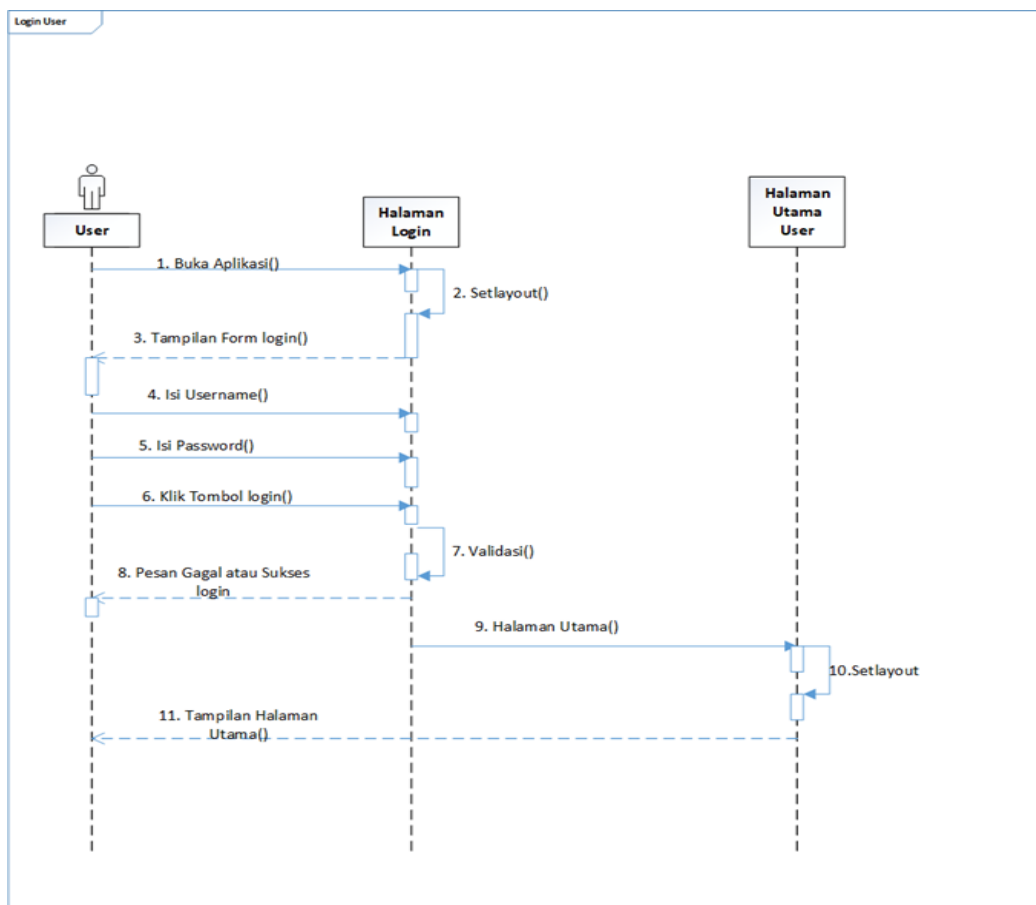 Login User
User
Halaman
Login
Halaman
Utama
User
1. Buka Aplikasi()
2. Setlayout()
3. Tampilan Form login()
4. Isi Username()
5. Isi Password()
6. Klik Tombol login()
7. Validasi()
8. Pesan Gagal atau Sukses
login
9. Halaman Utama()
10.Setlayout
11. Tampilan Halaman
Utama()